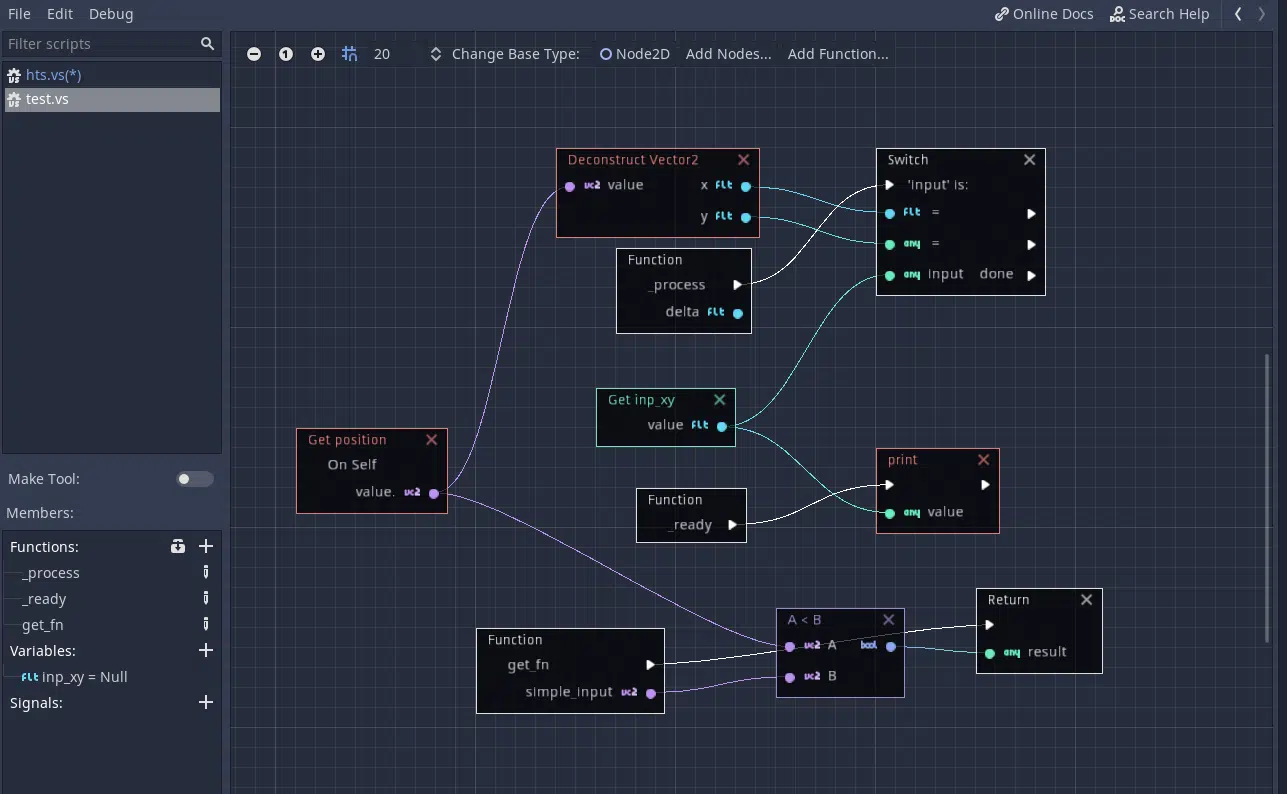 File Edit Debug Online Docs Search Help
Filter scripts
20 Change Base Type: Node2D Add Nodes... Add Function...
hts.vs(*)
test.vs
Make Tool:
Members:
Functions:
_process
_ready
get_fn
Variables:
flt inp_xy = Null
Signals:
Deconstruct Vector2
vc2 value x flt
y flt
Switch
'input' is:
flt =
any =
any input done
Function
_process
delta flt
Get inp_xy
value flt
Get position
On Self
value. vc2
print
any value
Function
_ready
Function
get_fn
simple_input vc2
A < B
vc2 A bool
vc2 B
Return
any result